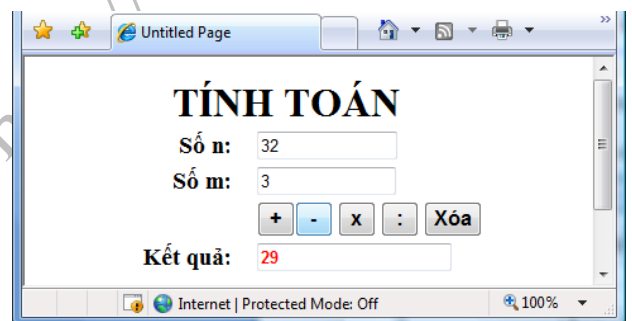 Untitled Page
»
TÍNH TOÁN
Số n: 32
Số m: 3
+ - x : Xóa
Kết quả: 29
Internet | Protected Mode: Off 100%